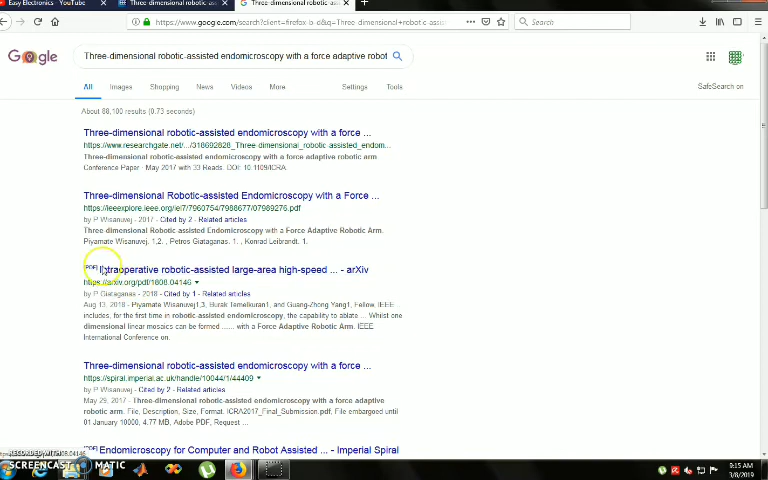 Easy Electronics - YouTube
Three-dimensional robotic-assi
Three-dimensional robotic-as
https://www.google.com/search?client=firefox-b-d&q=Three-dimensional+robotic-assi
Search
Google
Three-dimensional robotic-assisted endomicroscopy with a force adaptive robot
All Images Shopping News Videos More Settings Tools
SafeSearch on
About 88,100 results (0.73 seconds)
Three-dimensional robotic-assisted endomicroscopy with a force ...
https://www.researchgate.net/.../318692828_Three-dimensional_robotic-assisted_endom...
Three-dimensional robotic-assisted endomicroscopy with a force adaptive robotic arm
Conference Paper · May 2017 with 33 Reads. DOI: 10.1109/ICRA.
Three-dimensional Robotic-assisted Endomicroscopy with a Force ...
https://ieeexplore.ieee.org/iel7/7960754/7988677/07989276.pdf
by P Wisanuvej - 2017 - Cited by 2 - Related articles
Three-dimensional Robotic-assisted Endomicroscopy with a Force Adaptive Robotic Arm.
Piyamate Wisanuvej. 1,2. , Petros Giataganas. 1. , Konrad Leibrandt. 1.
[PDF] Intraoperative robotic-assisted large-area high-speed ... - arXiv
https://arxiv.org/pdf/1808.04146
by P Giataganas - 2018 - Cited by 1 - Related articles
Aug 13, 2018 - Piyamate Wisanuvej1,3, Burak Temelkuran1, and Guang-Zhong Yang1, Fellow, IEEE ...
includes, for the first time in robotic-assisted endomicroscopy, the capability to ablate ... Whilst one
dimensional linear mosaics can be formed ...... with a Force Adaptive Robotic Arm. IEEE
International Conference on.
Three-dimensional robotic-assisted endomicroscopy with a force ...
https://spiral.imperial.ac.uk/handle/10044/1/44409
by P Wisanuvej - Cited by 2 - Related articles
May 29, 2017 - Three-dimensional robotic-assisted endomicroscopy with a force adaptive
robotic arm. File, Description, Size, Format. ICRA2017_Final_Submission.pdf, File embargoed until
01 January 10000, 4.77 MB, Adobe PDF, Request ...
[PDF] Endomicroscopy for Computer and Robot Assisted ... - Imperial Spiral
RECORDED WITH
SCREENCAST MATIC
9:15 AM
3/8/2019